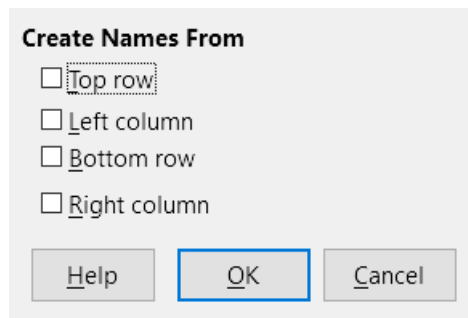 Create Names From
Top row
Left column
Bottom row
Right column
Help OK Cancel